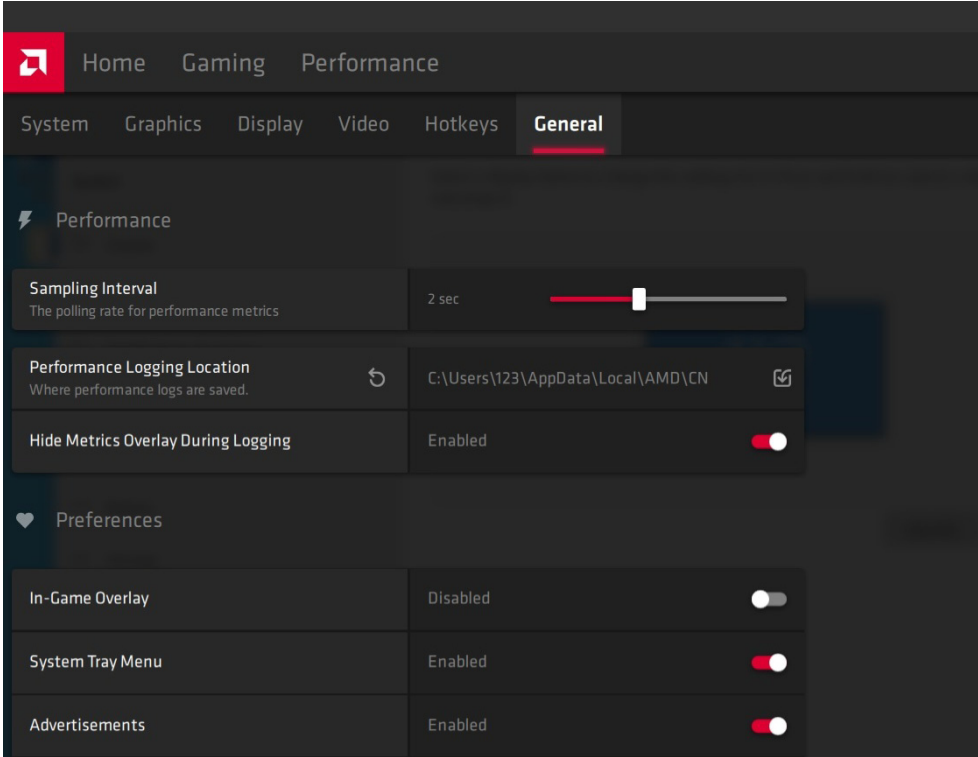 Home Gaming Performance
System Graphics Display Video Hotkeys General
Performance
Sampling Interval
The polling rate for performance metrics
2 sec
Performance Logging Location
Where performance logs are saved.
C:\Users\123\AppData\Local\AMD\CN
Hide Metrics Overlay During Logging
Enabled
Preferences
In-Game Overlay
Disabled
System Tray Menu
Enabled
Advertisements
Enabled